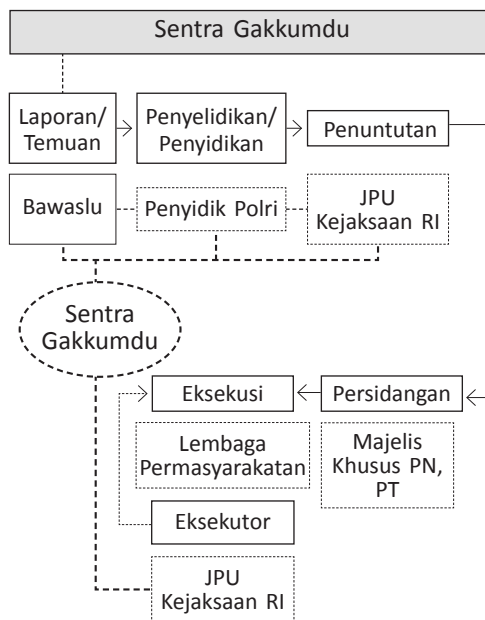 Sentra Gakkumdu
Laporan/
Temuan
Penyelidikan/
Penyidikan
Penuntutan
Bawaslu
Penyidik Polri
JPU
Kejaksaan RI
Sentra
Gakkumdu
Eksekusi
Persidangan
Lembaga
Permasyarakatan
Majelis
Khusus PN,
PT
Eksekutor
JPU
Kejaksaan RI